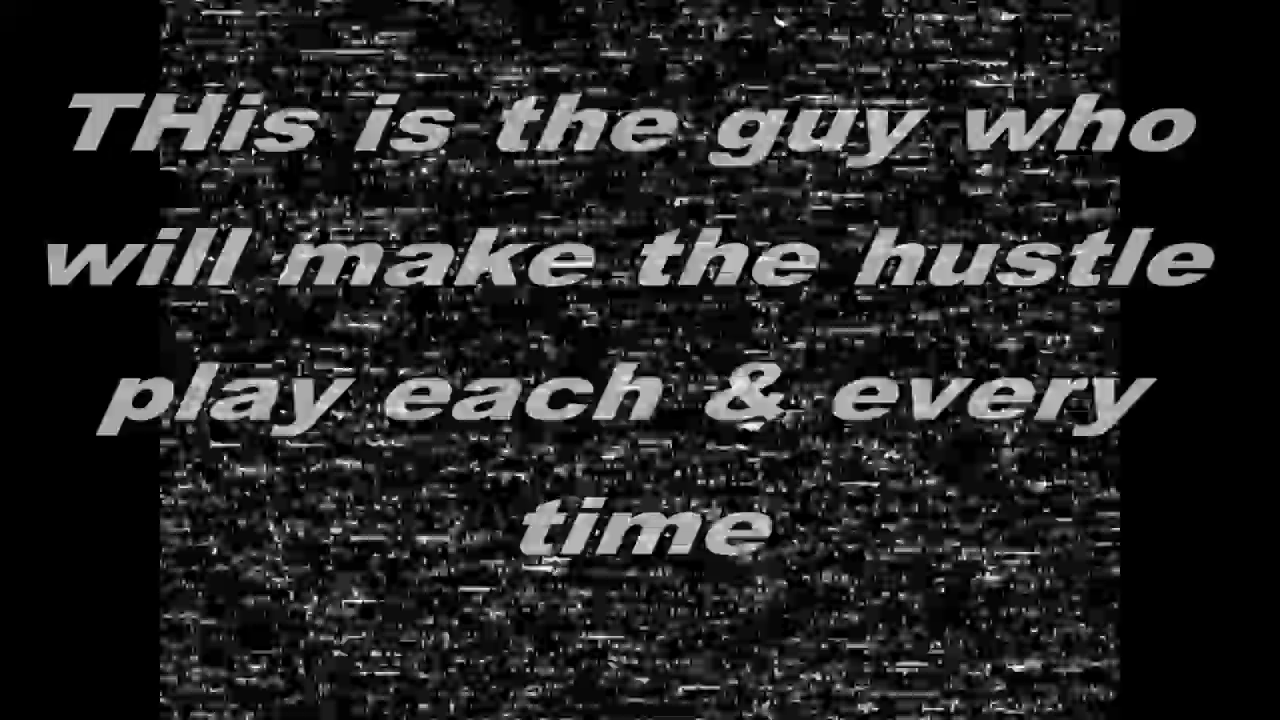 THis is the guy who
will make the hustle
play each & every
time